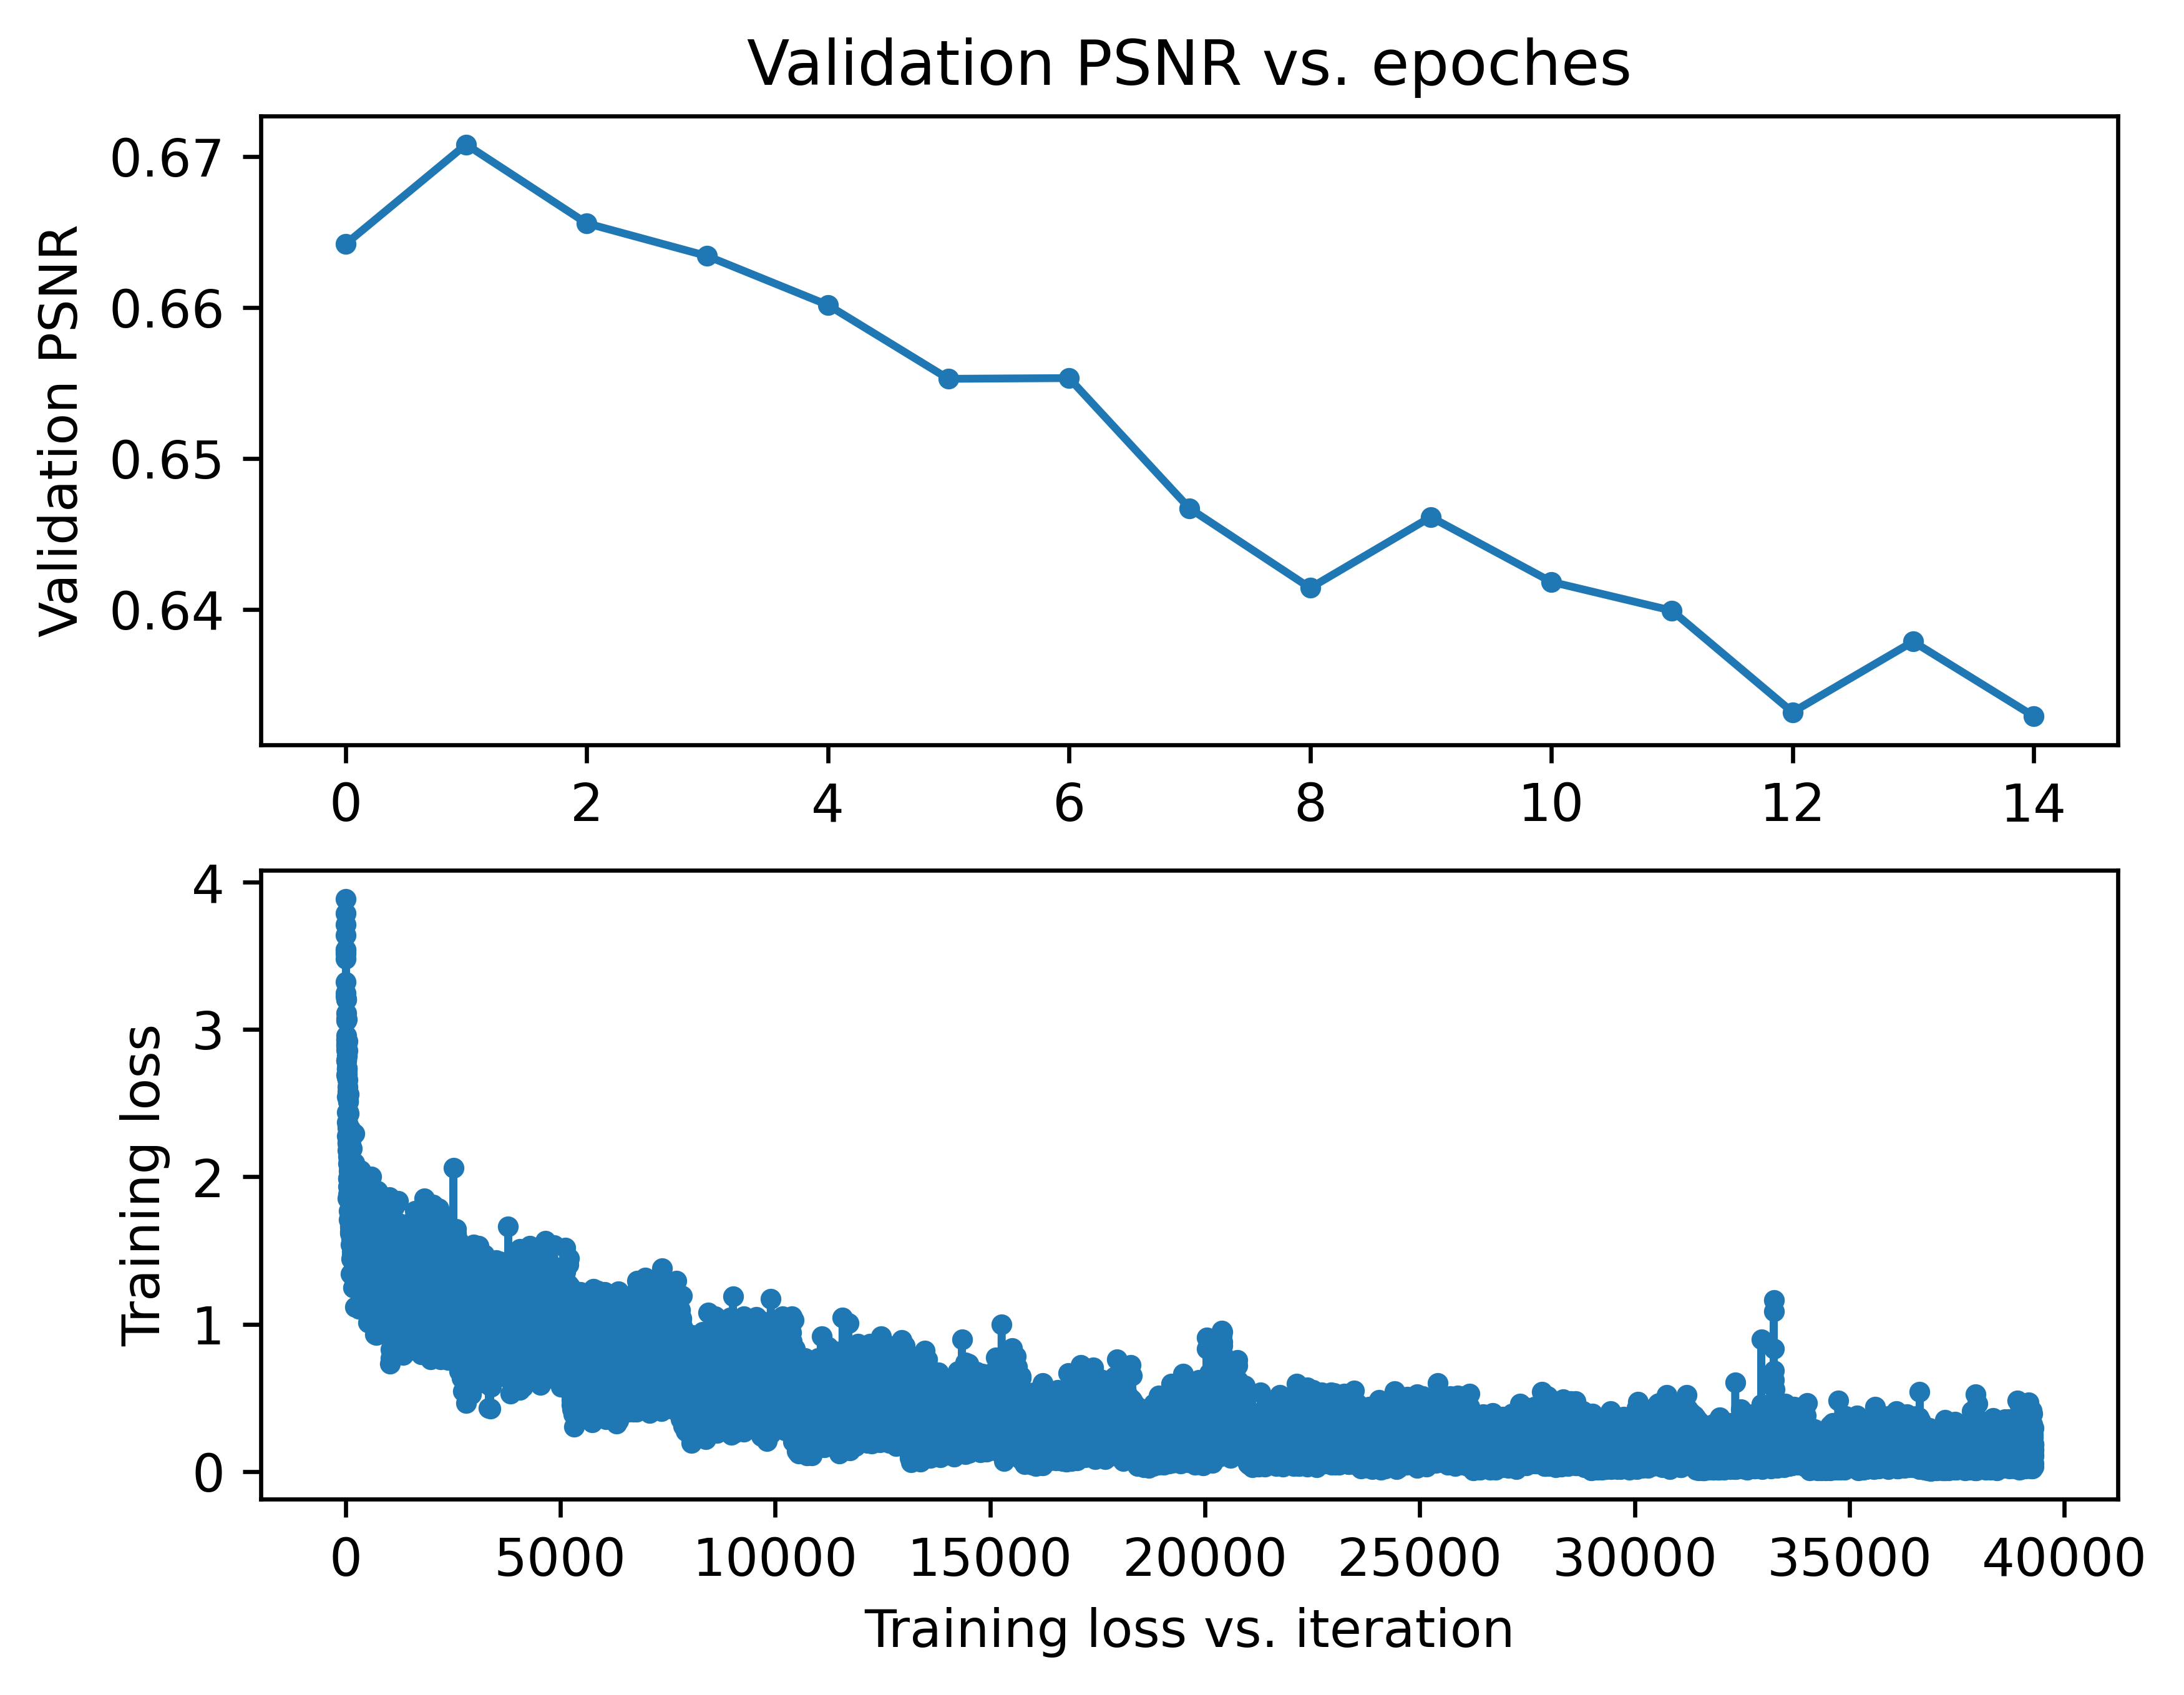 Validation PSNR vs. epoches
Validation PSNR
0.67
0.66
0.65
0.64
0 2 4 6 8 10 12 14
Training loss
4
3
2
1
0
0 5000 10000 15000 20000 25000 30000 35000 40000
Training loss vs. iteration